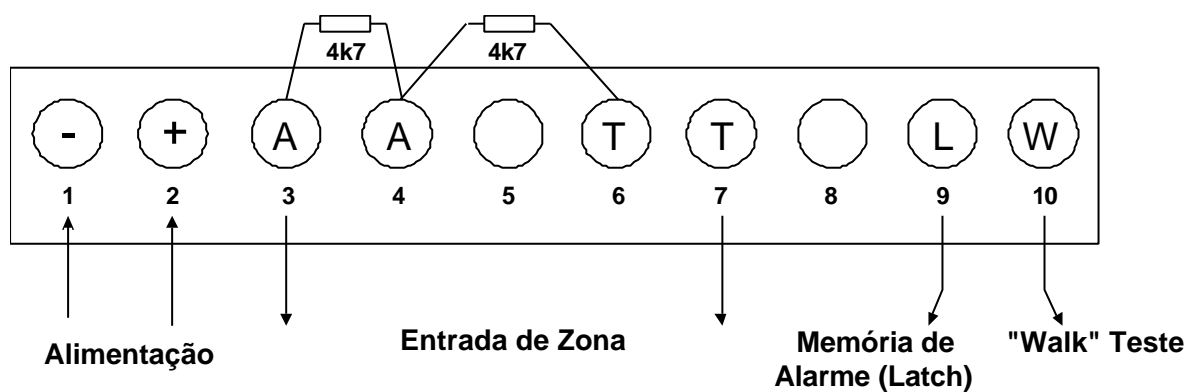 4k7 4k7
- + A A T T L W
1 2 3 4 5 6 7 8 9 10
Alimentação
Entrada de Zona
Memória de
Alarme (Latch)
"Walk" Teste